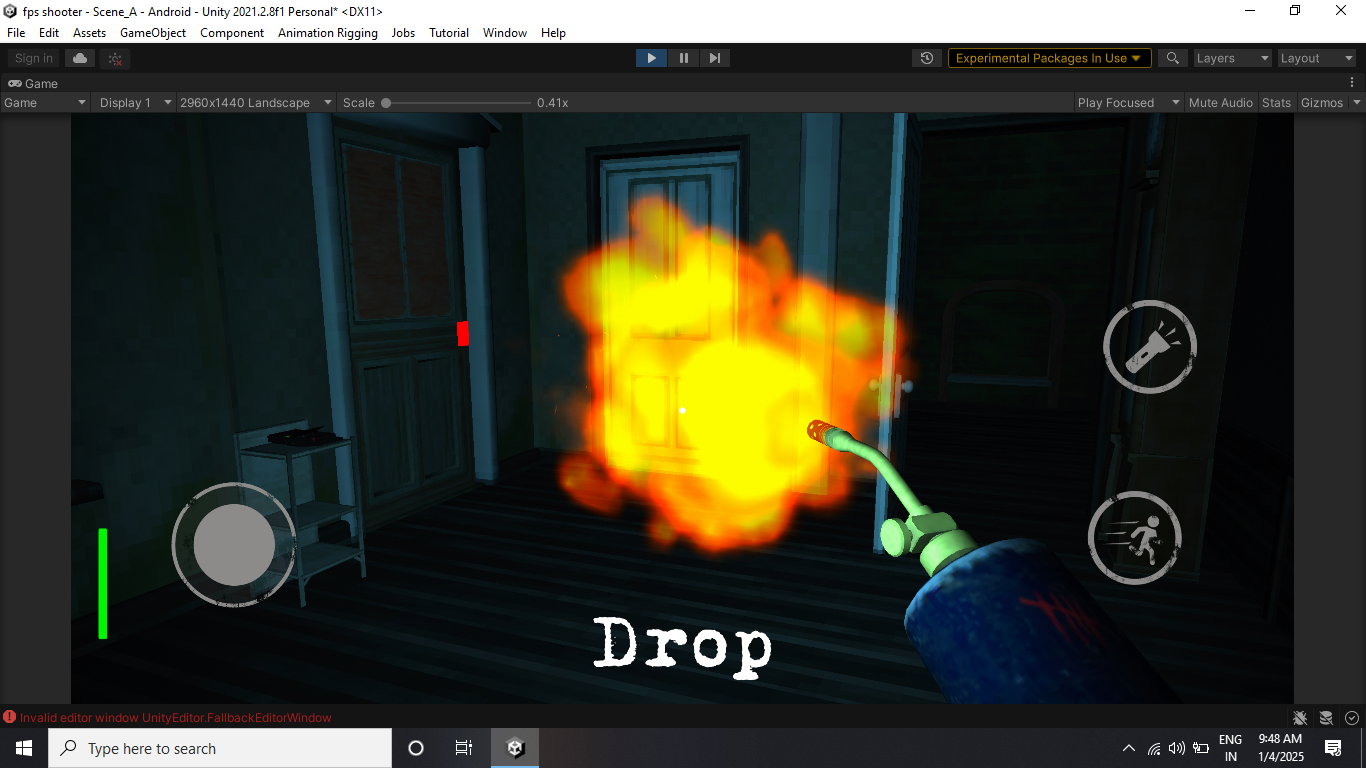 fps shooter - Scene_A - Android - Unity 2021.2.8f1 Personal* <DX11>
File Edit Assets GameObject Component Animation Rigging Jobs Tutorial Window Help
Sign in Experimental Packages In Use Layers Layout
Game
Game Display 1 2960x1440 Landscape Scale 0.41x Play Focused Mute Audio Stats Gizmos
Drop
Invalid editor window UnityEditor.FallbackEditorWindow
Type here to search
ENG 9:48 AM
IN 1/4/2025